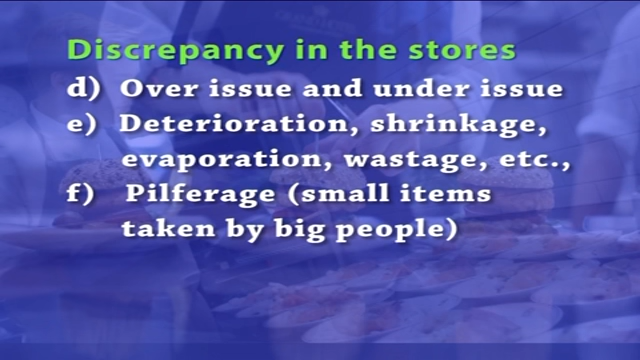 Discrepancy in the stores
d) Over issue and under issue
e) Deterioration, shrinkage,
evaporation, wastage, etc.,
f) Pilferage (small items
taken by big people)